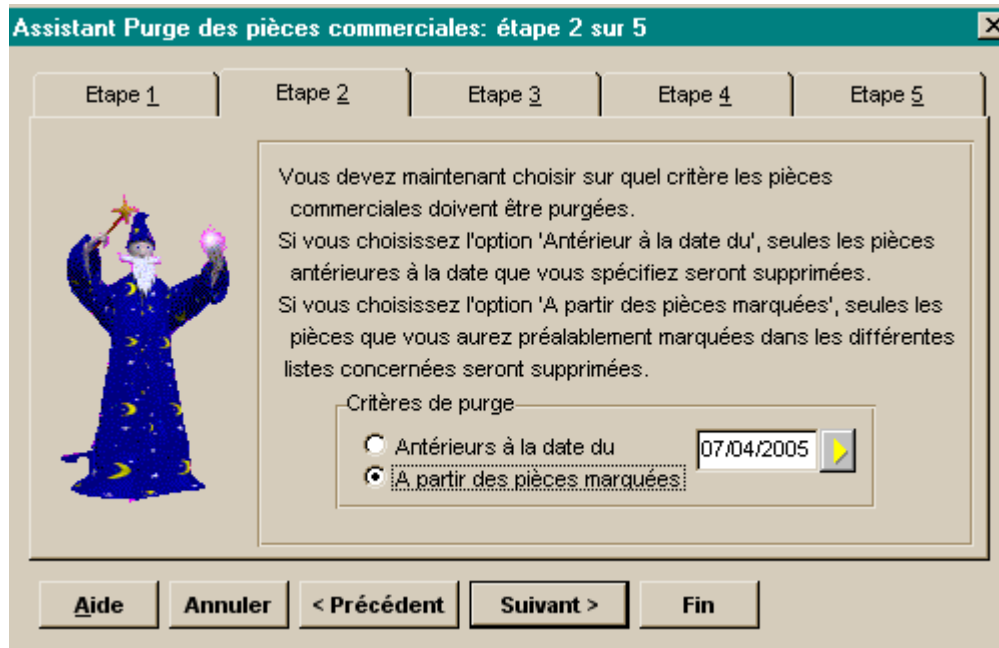 Assistant Purge des pièces commerciales: étape 2 sur 5
Etape 1
Etape 2
Etape 3
Etape 4
Etape 5
Vous devez maintenant choisir sur quel critère les pièces
commerciales doivent être purgées.
Si vous choisissez l'option 'Antérieur à la date du', seules les pièces
antérieures à la date que vous spécifiez seront supprimées.
Si vous choisissez l'option 'A partir des pièces marquées', seules les
pièces que vous aurez préalablement marquées dans les différentes
listes concernées seront supprimées.
Critères de purge
Antérieurs à la date du
07/04/2005
A partir des pièces marquées
Aide
Annuler
< Précédent
Suivant >
Fin